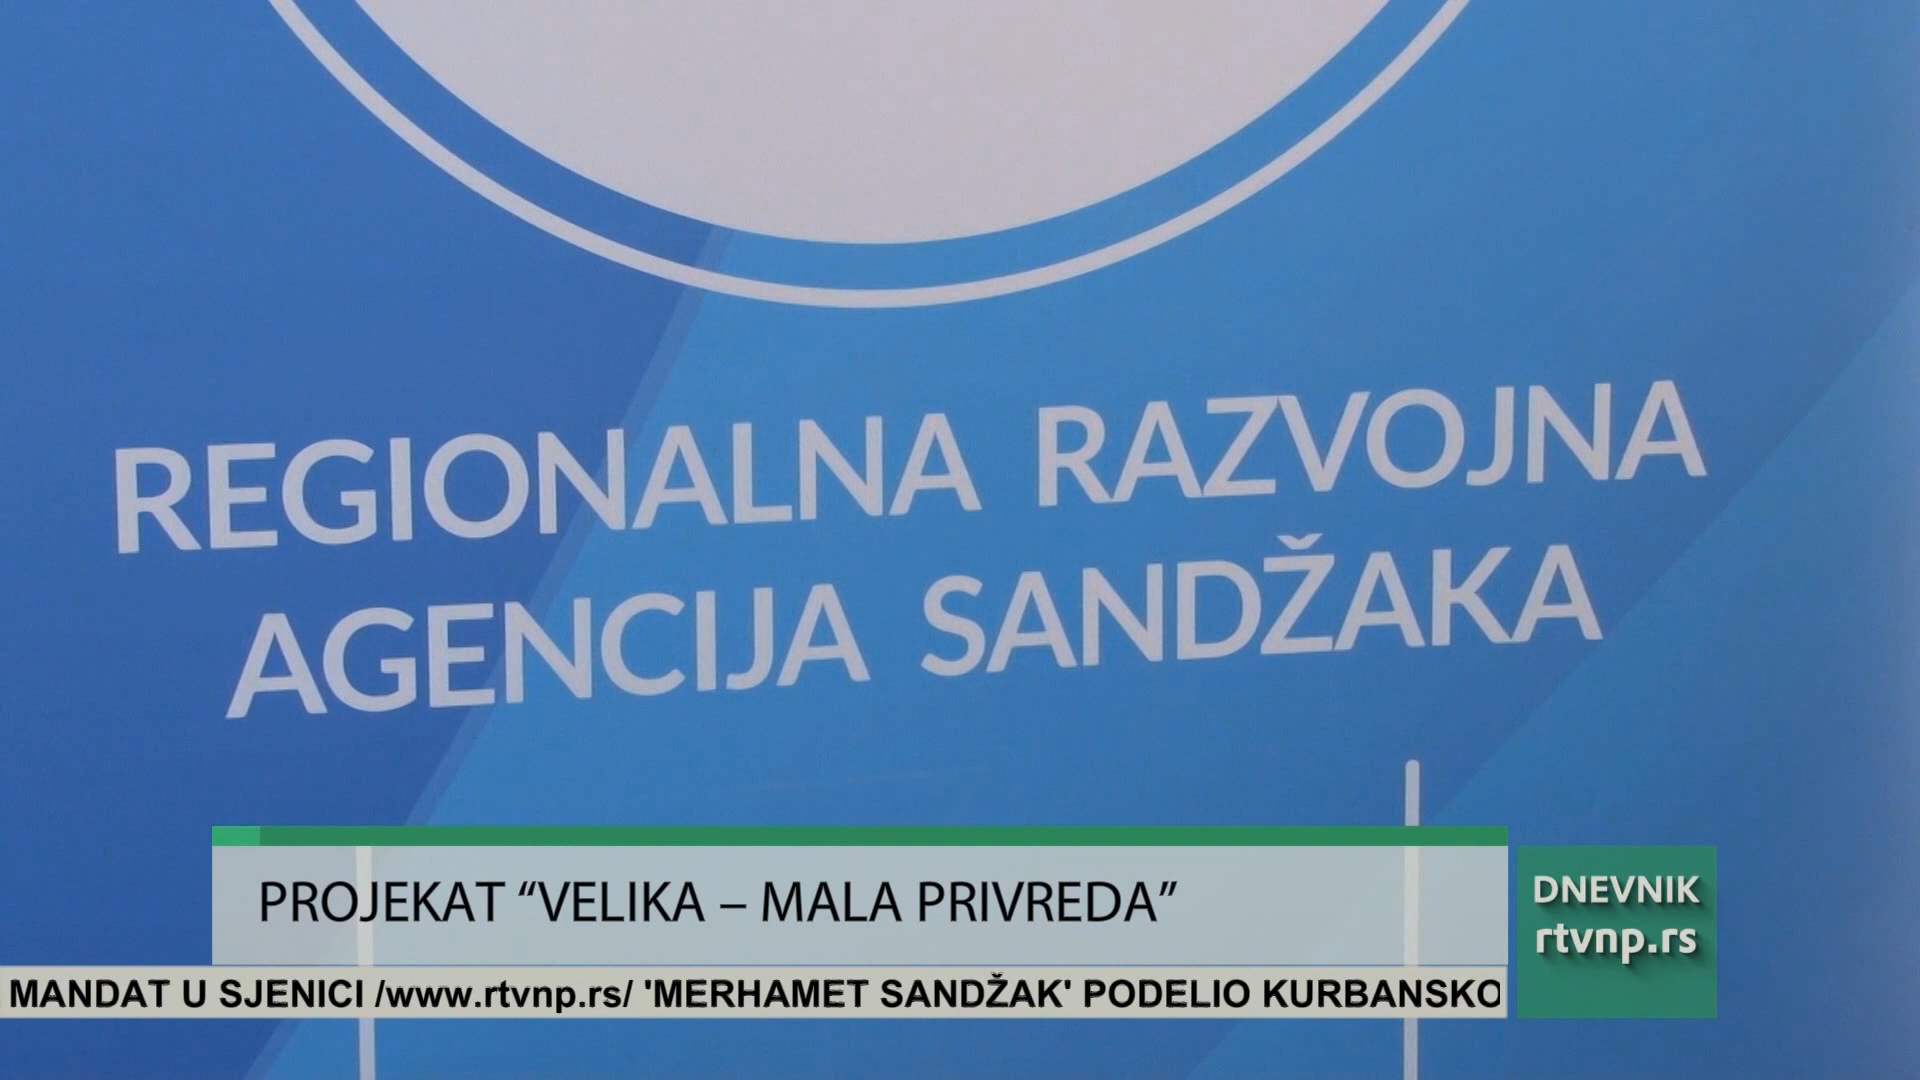 REGIONALNA RAZVOJNA
AGENCIJA SANDŽAKA
PROJEKAT “VELIKA – MALA PRIVREDA”
DNEVNIK
rtvnp.rs
MANDAT U SJENICI /www.rtvnp.rs/ 'MERHAMET SANDŽAK' PODELIO KURBANSKO